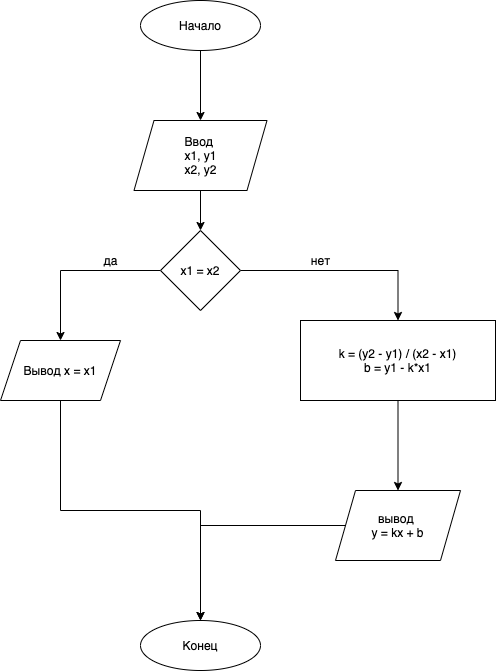 Начало
Ввод
x1, y1
x2, y2
да
x1 = x2
нет
Вывод x = x1
k = (y2 - y1) / (x2 - x1)
b = y1 - k*x1
вывод
y = kx + b
Конец